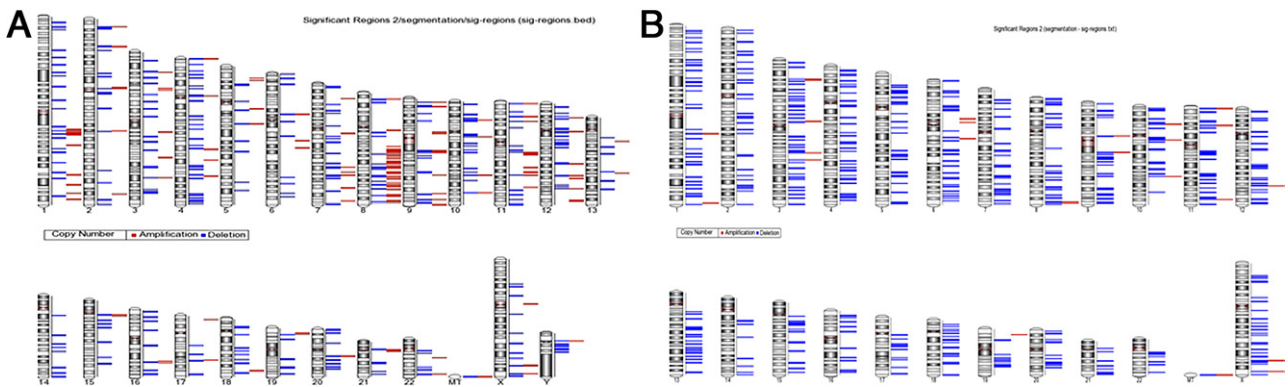 A
Significant Regions 2/segmentation/sig-regions (sig-regions.bed)
1 2 3 4 5 6 7 8 9 10 11 12 13
Copy Number Amplification Deletion
14 15 16 17 18 19 20 21 22 MT X Y
B
Significant Regions 2 (segmentation - sig-regions.txt)
1 2 3 4 5 6 7 8 9 10 11 12
Copy Number Amplification Deletion
13 14 15 16 17 18 19 20 21 22